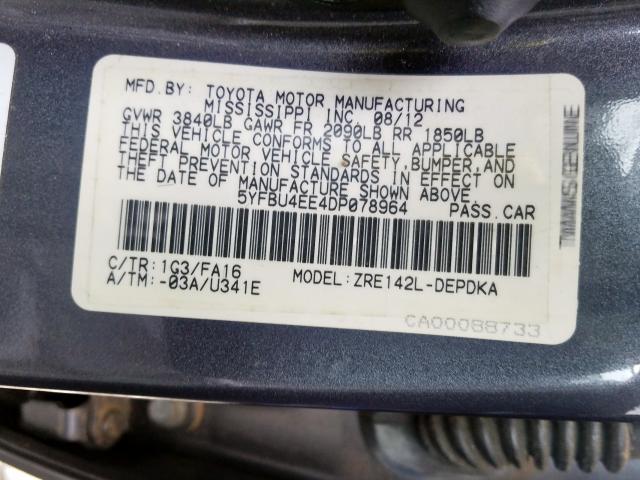 MFD.BY: TOYOTA MOTOR MANUFACTURING
MISSISSIPPI INC. 08/12
GVWR 3840LB GAWR FR 2090LB RR 1850LB
THIS VEHICLE CONFORMS TO ALL APPLICABLE
FEDERAL MOTOR VEHICLE SAFETY,BUMPER,AND
THEFT PREVENTION STANDARDS IN EFFECT ON
THE DATE OF MANUFACTURE SHOWN ABOVE.
5YFBU4EE4DP078964 PASS.CAR
C/TR:1G3/FA16 MODEL:ZRE142L-DEPDKA
A/TM:-03A/U341E
CA00088733